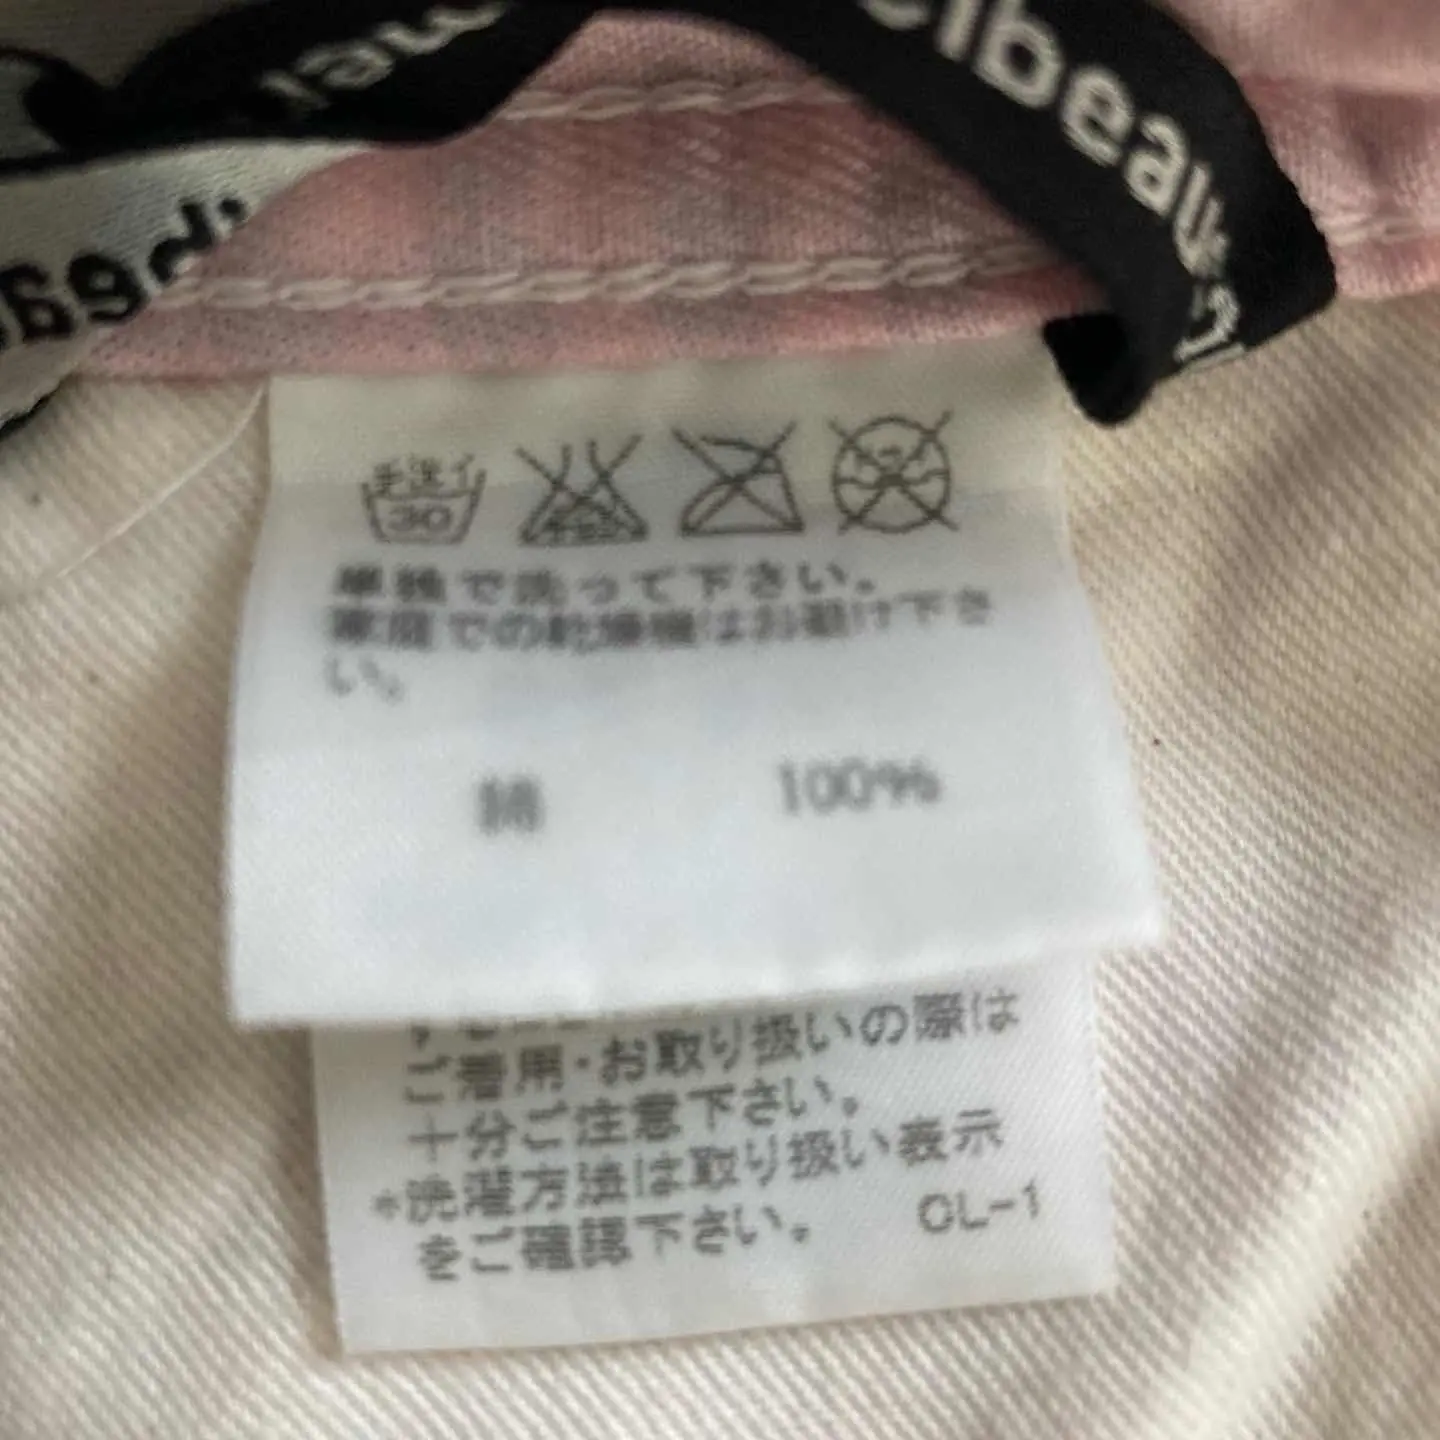 elbeau
手洗イ
30
単独で洗って下さい。
家庭での乾燥機はお避け下さ
い。
綿 100%
ご着用・お取り扱いの際は
十分ご注意下さい。
*洗濯方法は取り扱い表示
をご確認下さい。 CL-1